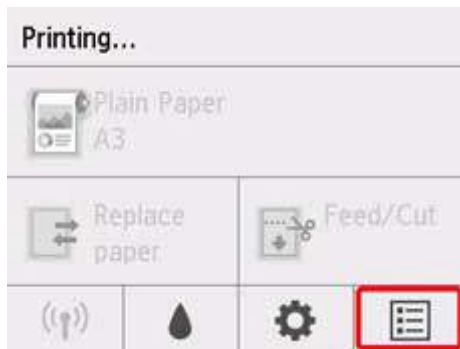 Printing...
Plain Paper
A3
Replace
paper
Feed/Cut